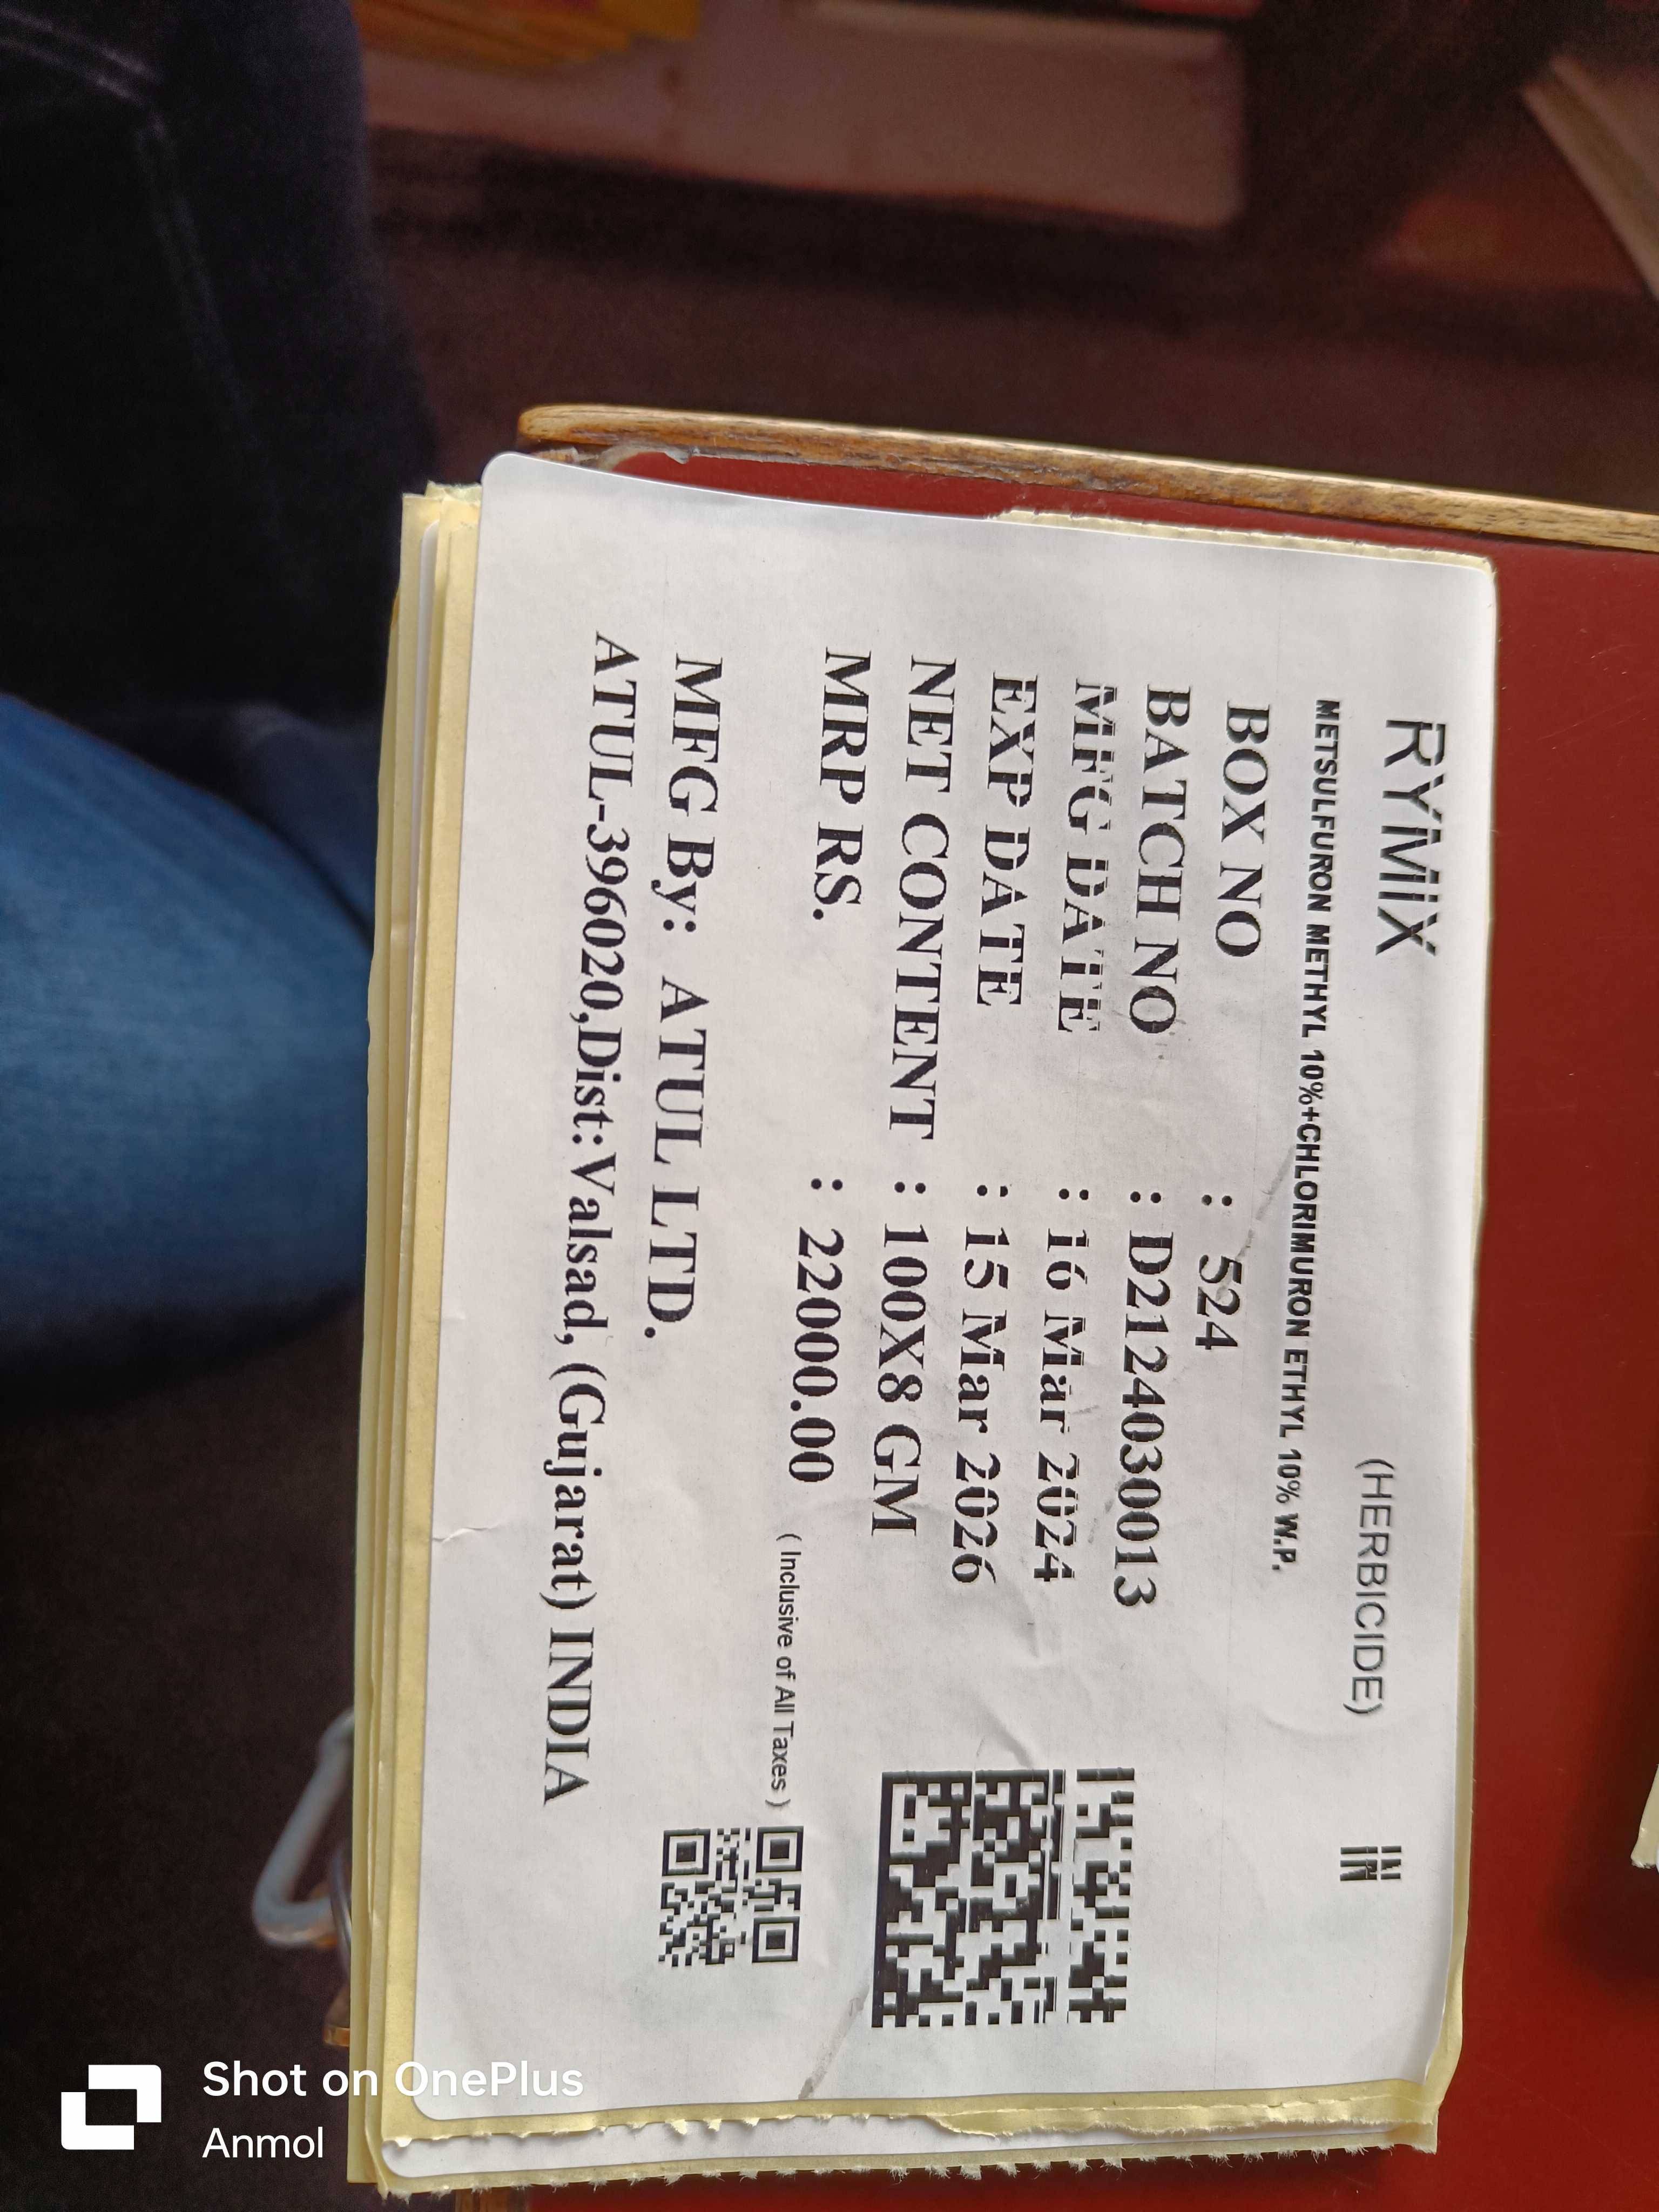 RYMIX (HERBICIDE) IN
METSULFURON METHYL 10%+CHLORIMURON ETHYL 10% W.P.
BOX NO : 524
BATCH NO : D2124030013
MFG DATE : 16 Mar 2024
EXP DATE : 15 Mar 2026
NET CONTENT : 100X8 GM
MRP RS. : 22000.00 ( Inclusive of All Taxes )
MFG By: ATUL LTD.
ATUL-396020,Dist:Valsad, (Gujarat) INDIA
Shot on OnePlus
Anmol